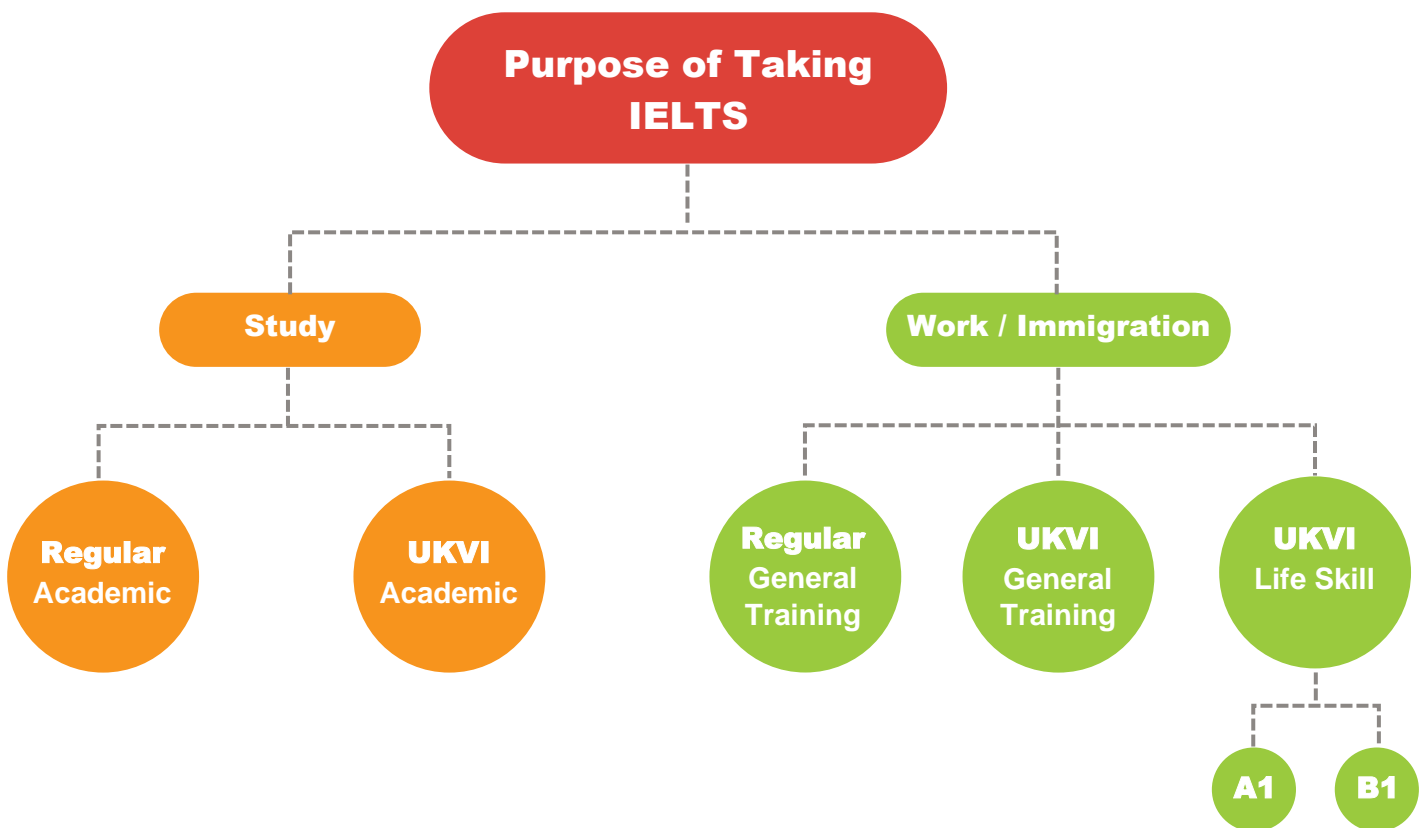 Purpose of Taking
IELTS
Study
Work / Immigration
Regular
Academic
UKVI
Academic
Regular
General
Training
UKVI
General
Training
UKVI
Life Skill
A1
B1